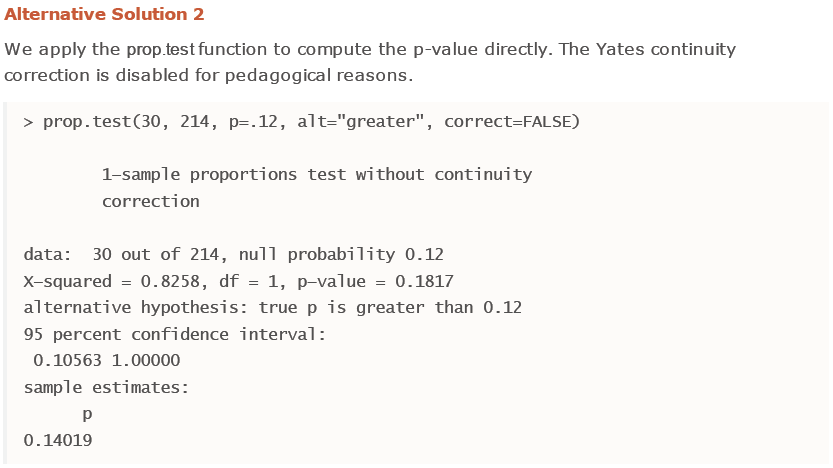 Alternative Solution 2
We apply the prop.test function to compute the p-value directly. The Yates continuity
correction is disabled for pedagogical reasons.
> prop.test(30, 214, p=.12, alt="greater", correct=FALSE)
1−sample proportions test without continuity
correction
data:  30 out of 214, null probability 0.12
X−squared = 0.8258, df = 1, p−value = 0.1817
alternative hypothesis: true p is greater than 0.12
95 percent confidence interval:
0.10563 1.00000
sample estimates:
p
0.14019